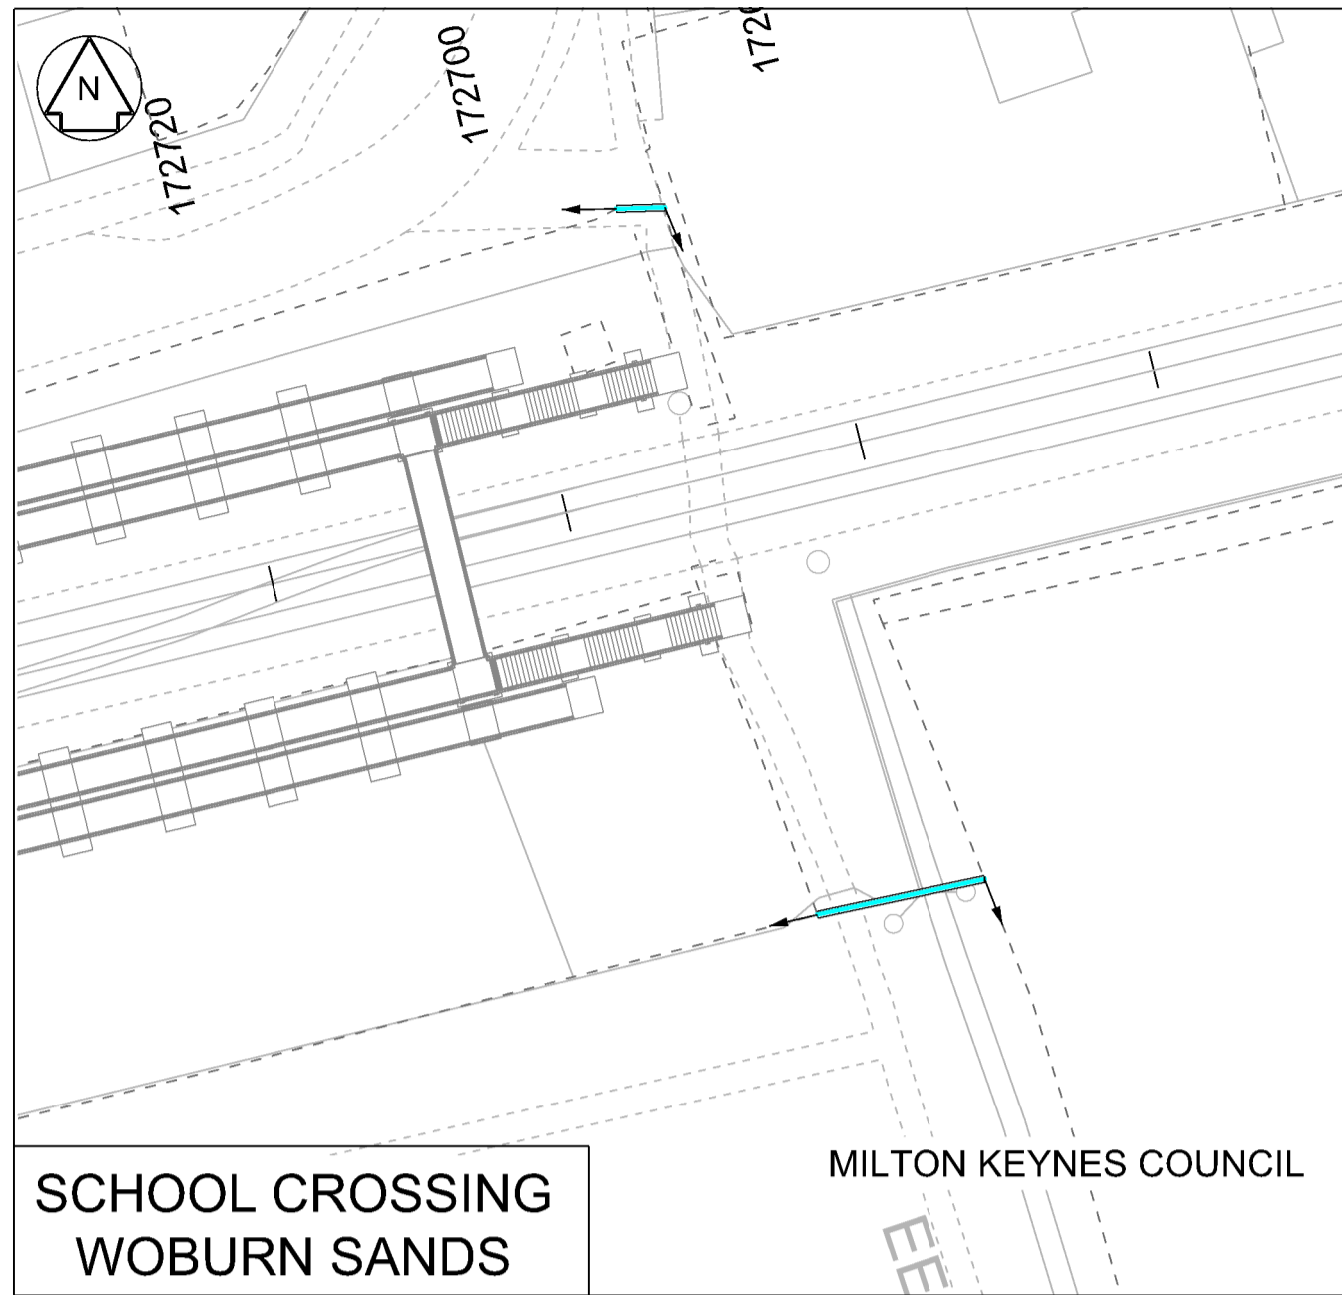 N
172720
172700
MILTON KEYNES COUNCIL
SCHOOL CROSSING
WOBURN SANDS